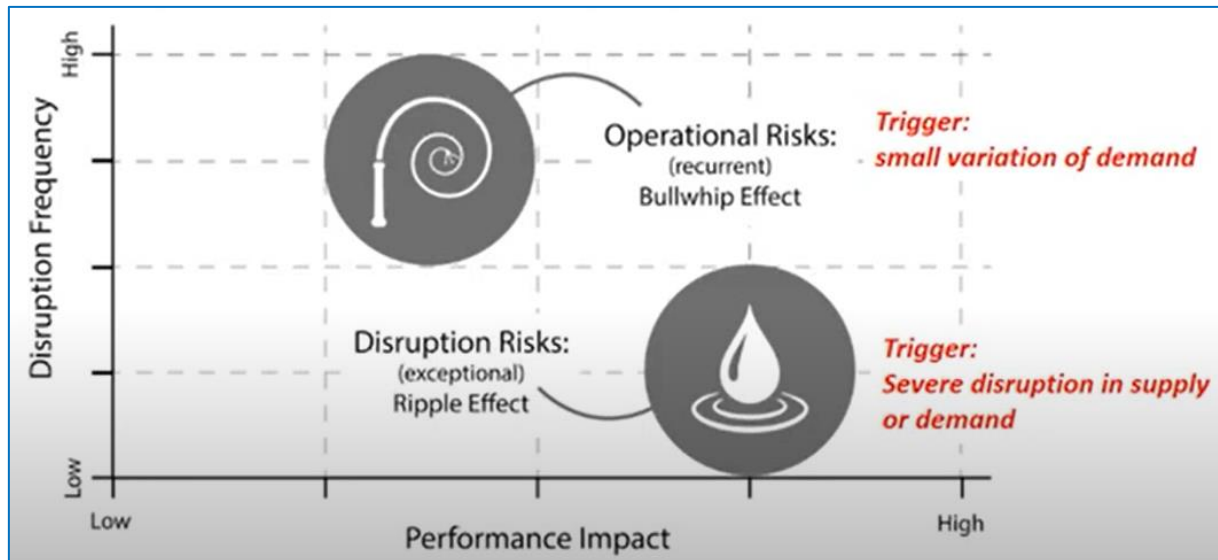 High
Disruption Frequency
Low
Operational Risks:
(recurrent)
Bullwhip Effect
Trigger:
small variation of demand
Disruption Risks:
(exceptional)
Ripple Effect
Trigger:
Severe disruption in supply
or demand
Low
Performance Impact
High